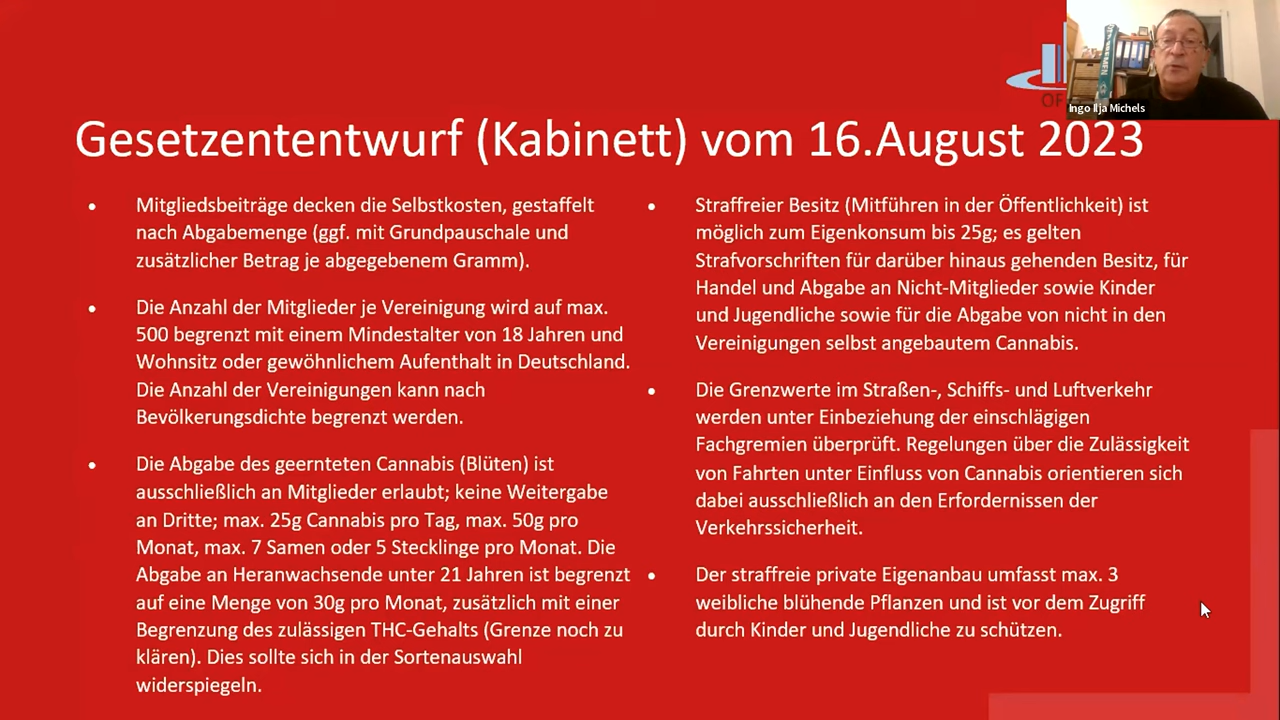 OF
Ingo Ilja Michels
Gesetzententwurf (Kabinett) vom 16.August 2023
Mitgliedsbeiträge decken die Selbstkosten, gestaffelt
nach Abgabemenge (ggf. mit Grundpauschale und
zusätzlicher Betrag je abgegebenem Gramm).
Die Anzahl der Mitglieder je Vereinigung wird auf max.
500 begrenzt mit einem Mindestalter von 18 Jahren und
Wohnsitz oder gewöhnlichem Aufenthalt in Deutschland.
Die Anzahl der Vereinigungen kann nach
Bevölkerungsdichte begrenzt werden.
Die Abgabe des geernteten Cannabis (Blüten) ist
ausschließlich an Mitglieder erlaubt; keine Weitergabe
an Dritte; max. 25g Cannabis pro Tag, max. 50g pro
Monat, max. 7 Samen oder 5 Stecklinge pro Monat. Die
Abgabe an Heranwachsende unter 21 Jahren ist begrenzt
auf eine Menge von 30g pro Monat, zusätzlich mit einer
Begrenzung des zulässigen THC-Gehalts (Grenze noch zu
klären). Dies sollte sich in der Sortenauswahl
widerspiegeln.
Straffreier Besitz (Mitführen in der Öffentlichkeit) ist
möglich zum Eigenkonsum bis 25g; es gelten
Strafvorschriften für darüber hinaus gehenden Besitz, für
Handel und Abgabe an Nicht-Mitglieder sowie Kinder
und Jugendliche sowie für die Abgabe von nicht in den
Vereinigungen selbst angebautem Cannabis.
Die Grenzwerte im Straßen-, Schiffs- und Luftverkehr
werden unter Einbeziehung der einschlägigen
Fachgremien überprüft. Regelungen über die Zulässigkeit
von Fahrten unter Einfluss von Cannabis orientieren sich
dabei ausschließlich an den Erfordernissen der
Verkehrssicherheit.
Der straffreie private Eigenanbau umfasst max. 3
weibliche blühende Pflanzen und ist vor dem Zugriff
durch Kinder und Jugendliche zu schützen.